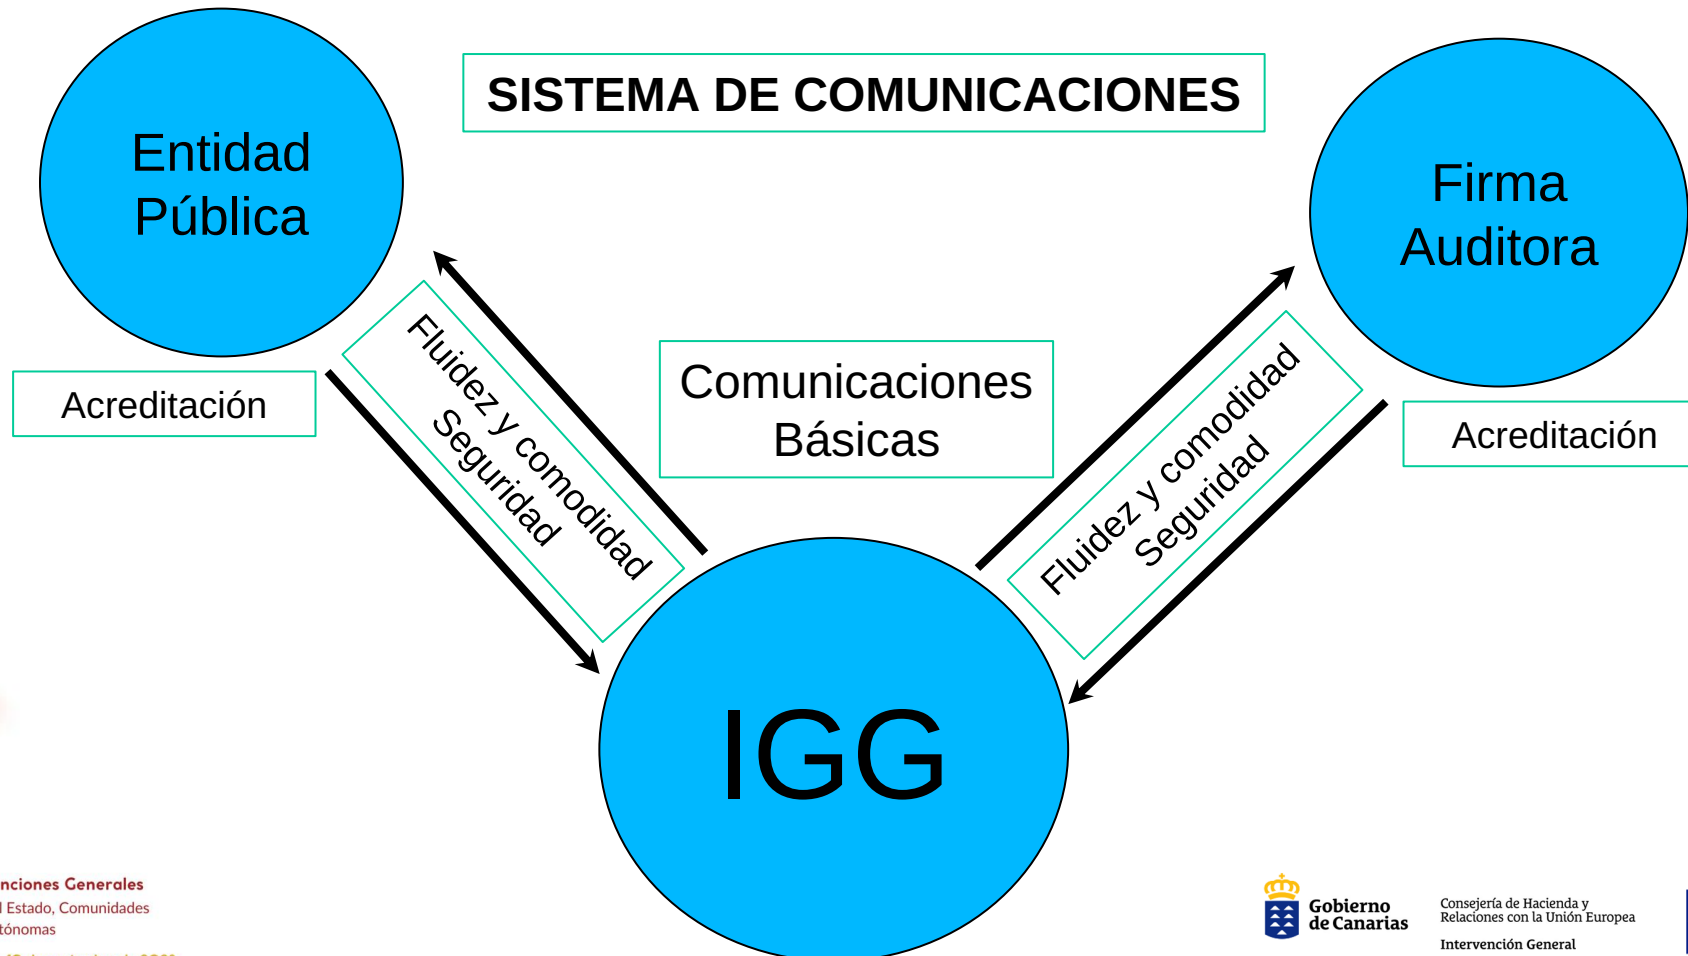 SISTEMA DE COMUNICACIONES
Entidad
Pública
Firma
Auditora
Fluidez y comodidad
Seguridad
Comunicaciones
Básicas
Fluidez y comodidad
Seguridad
Acreditación
Acreditación
IGG
nciones Generales
l Estado, Comunidades
tónomas
Gobierno
de Canarias
Consejería de Hacienda y
Relaciones con la Unión Europea
Intervención General